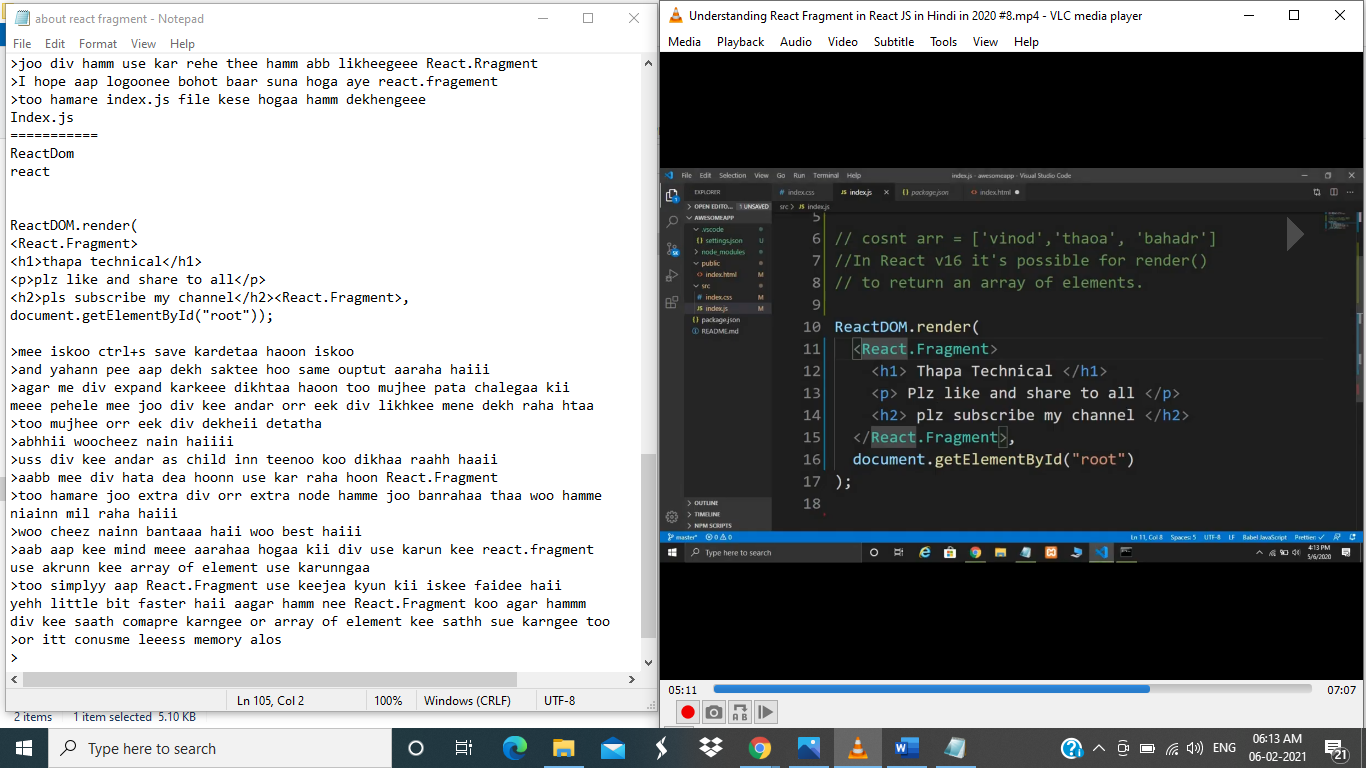 about react fragment - Notepad
File Edit Format View Help
>joo div hamm use kar rehe thee hamm abb likheegeee React.Rragment
>I hope aap logoonee bohot baar suna hoga aye react.fragement
>too hamare index.js file kese hogaa hamm dekhengeee
Index.js
===========
ReactDom
react
ReactDOM.render(
<React.Fragment>
<h1>thapa technical</h1>
<p>plz like and share to all</p>
<h2>pls subscribe my channel</h2><React.Fragment>,
document.getElementById("root"));
>mee iskoo ctrl+s save kardetaa haoon iskoo
>and yahann pee aap dekh saktee hoo same ouptut aaraha haiii
>agar me div expand karkeee dikhtaa haoon too mujhee pata chalegaa kii
meee pehele mee joo div kee andar orr eek div likhkee mene dekh raha htaa
>too mujhee orr eek div dekheii detatha
>abhhii woocheez nain haiiii
>uss div kee andar as child inn teenoo koo dikhaa raahh haaii
>aabb mee div hata dea hoonn use kar raha hoon React.Fragment
>too hamare joo extra div orr extra node hamme joo banrahaa thaa woo hamme
niainn mil raha haiii
>woo cheez nainn bantaaa haii woo best haiii
>aab aap kee mind meee aarahaa hogaa kii div use karun kee react.fragment
use akrunn kee array of element use karunngaa
>too simplyy aap React.Fragment use keejea kyun kii iskee faidee haii
yehh little bit faster haii aagar hamm nee React.Fragment koo agar hammm
div kee saath comapre karngee or array of element kee sathh sue karngee too
>or itt conusme leeess memory alos
>
Ln 105, Col 2 100% Windows (CRLF) UTF-8
2 items 1 item selected 5.10 KB
Understanding React Fragment in React JS in Hindi in 2020 #8.mp4 - VLC media player
Media Playback Audio Video Subtitle Tools View Help
File Edit Selection View Go Run Terminal Help index.js - awesomeapp - Visual Studio Code
EXPLORER
index.css index.js package.json index.html
OPEN EDITO... 1 UNSAVED
src > index.js
AWESOMEAPP
.vscode
settings.json U
node_modules
public
index.html M
src
index.css M
index.js M
package.json
README.md
OUTLINE
TIMELINE
NPM SCRIPTS
5
6 // cosnt arr = ['vinod','thaoa', 'bahadr']
7 //In React v16 it's possible for render()
8 // to return an array of elements.
9
10 ReactDOM.render(
11 <React.Fragment>
12 <h1> Thapa Technical </h1>
13 <p> Plz like and share to all </p>
14 <h2> plz subscribe my channel </h2>
15 </React.Fragment>,
16 document.getElementById("root")
17 );
18
master* 0 0 Ln 11, Col 8 Spaces: 5 UTF-8 LF Babel JavaScript Prettier: ✓
Type here to search
4:13 PM
5/6/2020
05:11 07:07
A B
Type here to search
ENG
06:13 AM
06-02-2021
21